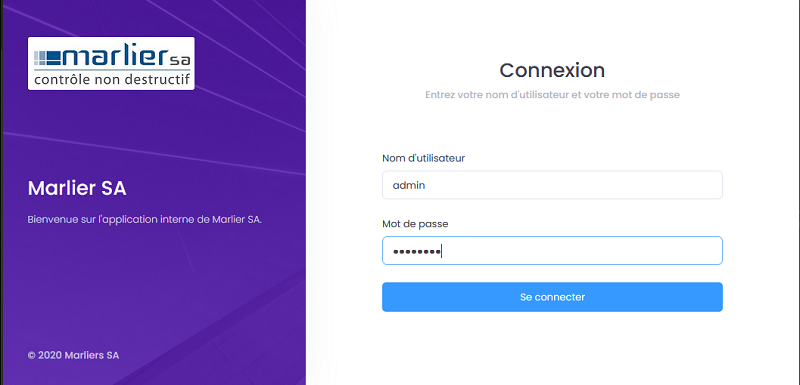 marlier sa
contrôle non destructif
Marlier SA
Bienvenue sur l'application interne de Marlier SA.
© 2020 Marliers SA
Connexion
Entrez votre nom d'utilisateur et votre mot de passe
Nom d'utilisateur
admin
Mot de passe
••••••••
Se connecter